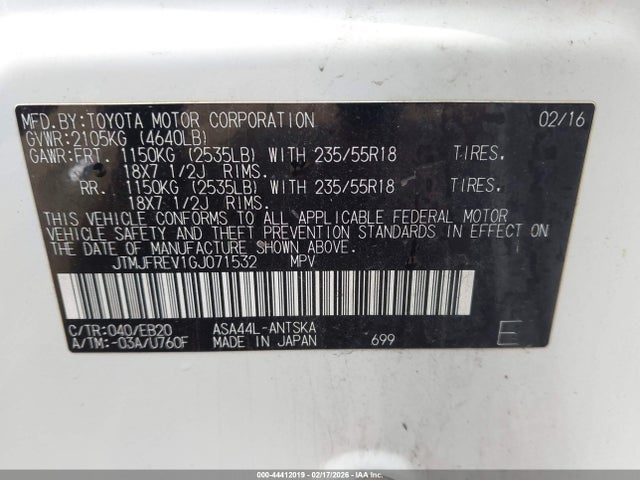 MFD.BY:TOYOTA MOTOR CORPORATION 02/16
GVWR:2105KG (4640LB)
GAWR:FRT. 1150KG (2535LB) WITH 235/55R18 TIRES.
18X7 1/2J RIMS.
RR. 1150KG (2535LB) WITH 235/55R18 TIRES.
18X7 1/2J RIMS.
THIS VEHICLE CONFORMS TO ALL APPLICABLE FEDERAL MOTOR
VEHICLE SAFETY AND THEFT PREVENTION STANDARDS IN EFFECT ON
THE DATE OF MANUFACTURE SHOWN ABOVE.
JTMJFREV1GJ071532 MPV
C/TR:040/EB20 ASA44L-ANTSKA
A/TM:-03A/U760F MADE IN JAPAN 699 E
000-44412019 - 02/17/2026 - IAA Inc.